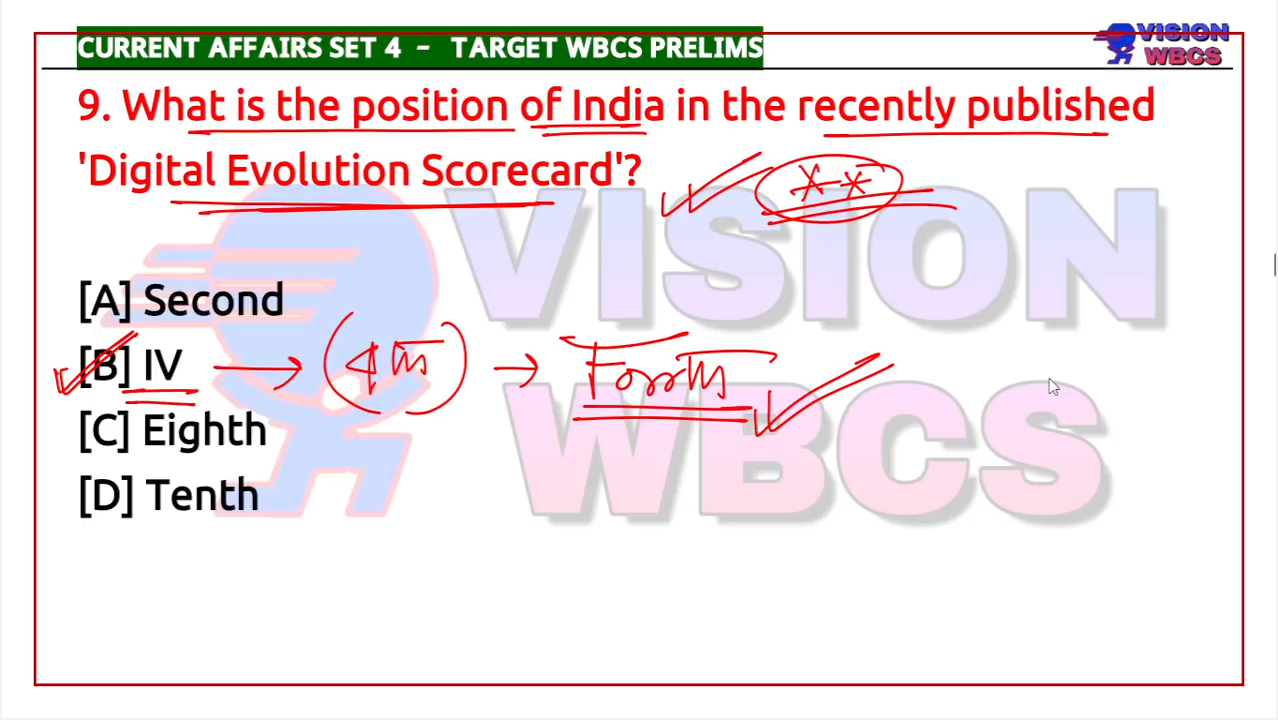 CURRENT AFFAIRS SET 4 - TARGET WBCS PRELIMS
VISION
WBCS
9. What is the position of India in the recently published
'Digital Evolution Scorecard'?
[A] Second
[B] IV → (4th) → Forth
[C] Eighth
[D] Tenth
VISION
WBCS